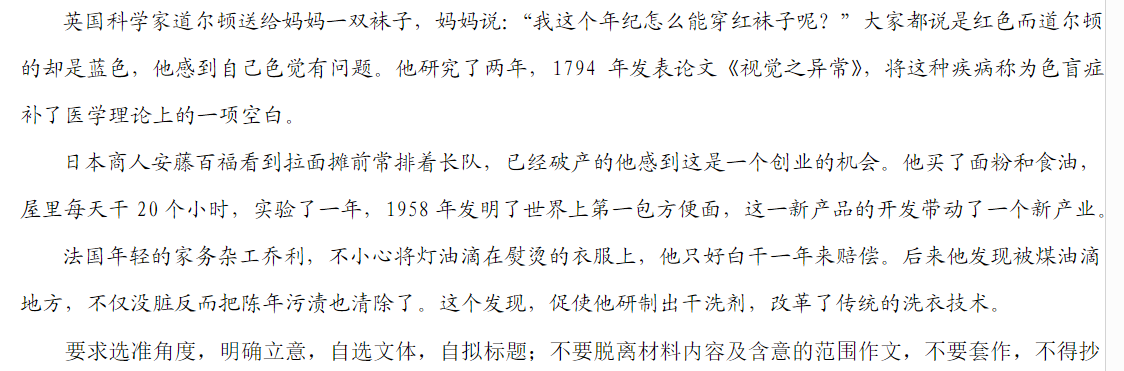 英国科学家道尔顿送给妈妈一双袜子，妈妈说：“我这个年纪怎么能穿红袜子呢？”大家都说是红色而道尔顿
的却是蓝色，他感到自己色觉有问题。他研究了两年，1794 年发表论文《视觉之异常》，将这种疾病称为色盲症
补了医学理论上的一项空白。
日本商人安藤百福看到拉面摊前常排着长队，已经破产的他感到这是一个创业的机会。他买了面粉和食油，
屋里每天干 20 个小时，实验了一年，1958 年发明了世界上第一包方便面，这一新产品的开发带动了一个新产业。
法国年轻的家务杂工乔利，不小心将灯油滴在熨烫的衣服上，他只好白干一年来赔偿。后来他发现被煤油滴
地方，不仅没脏反而把陈年污渍也清除了。这个发现，促使他研制出干洗剂，改革了传统的洗衣技术。
要求选准角度，明确立意，自选文体，自拟标题；不要脱离材料内容及含意的范围作文，不要套作，不得抄